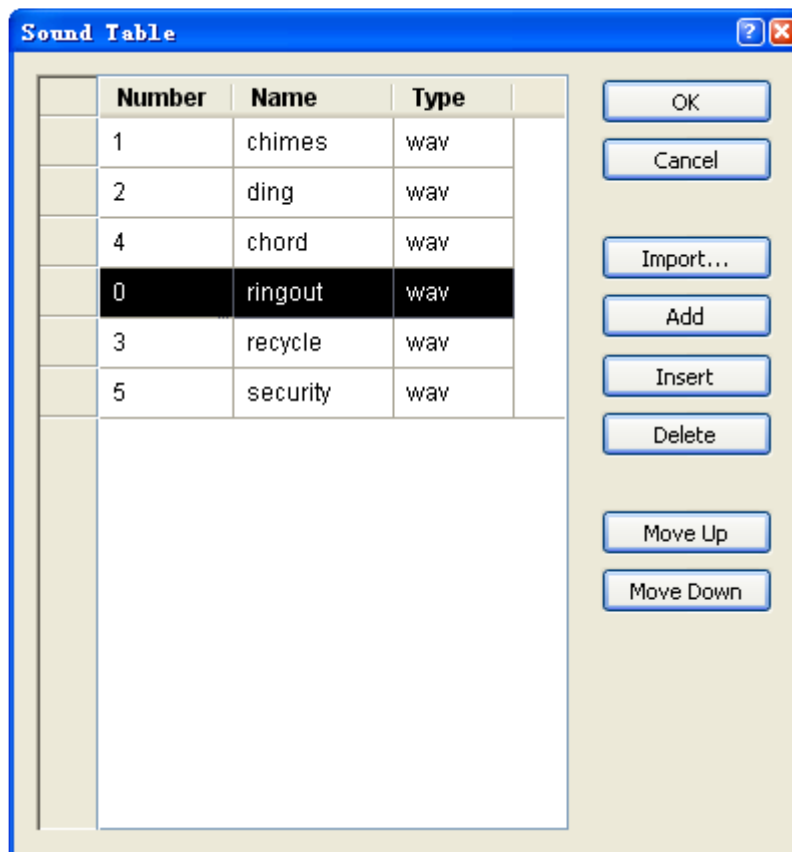 Sound Table
Number Name Type
1 chimes wav
2 ding wav
4 chord wav
0 ringout wav
3 recycle wav
5 security wav
OK
Cancel
Import...
Add
Insert
Delete
Move Up
Move Down